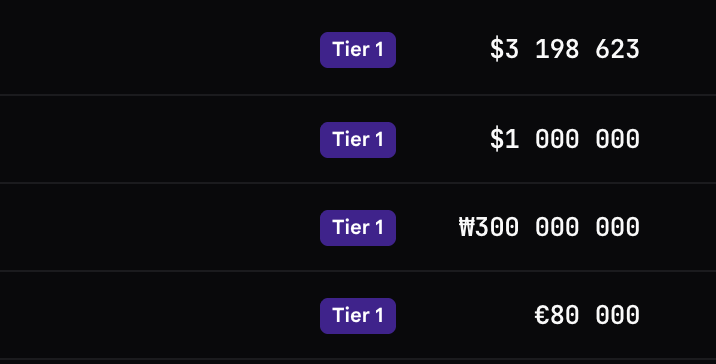 Tier 1 $3 198 623
Tier 1 $1 000 000
Tier 1 ₩300 000 000
Tier 1 €80 000